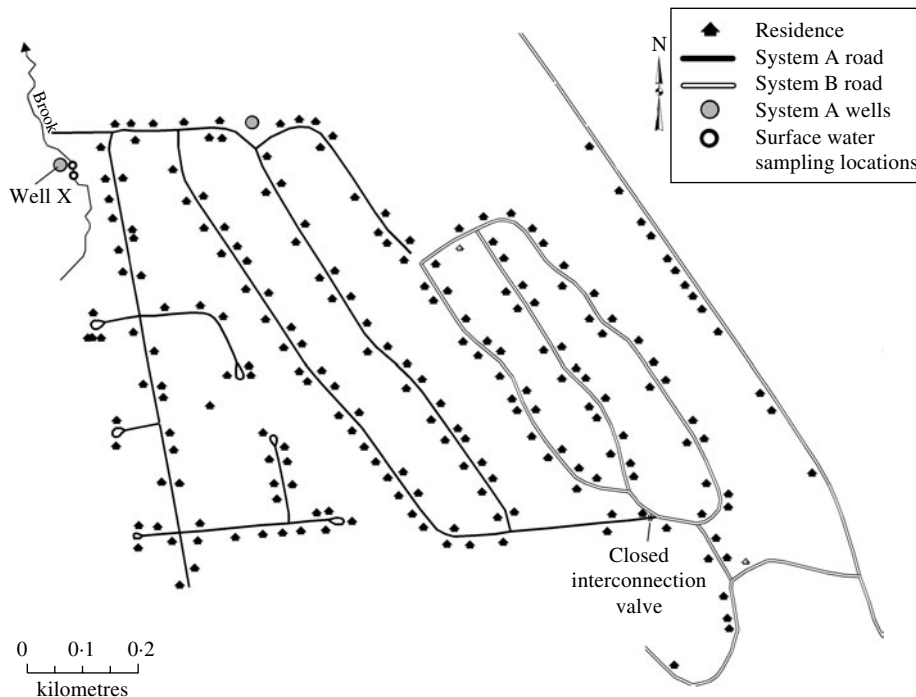 N
Residence
System A road
System B road
System A wells
Surface water
sampling locations
Brook
Well X
Closed
interconnection
valve
0 0·1 0·2
kilometres